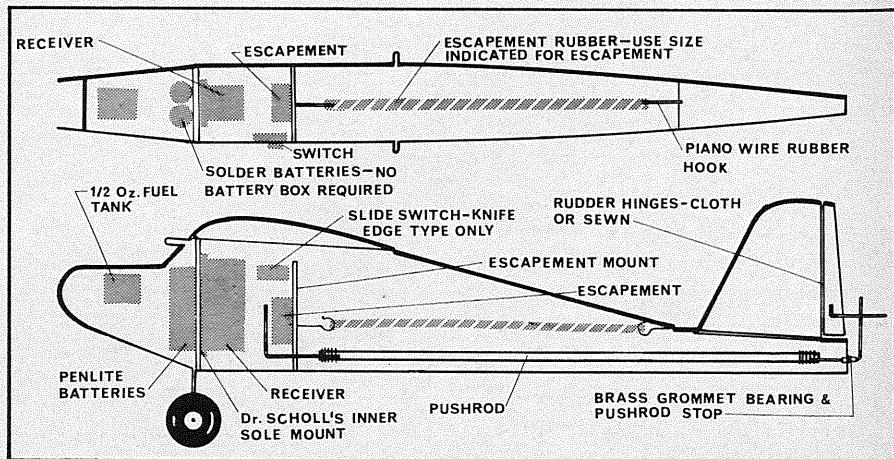 RECEIVER
ESCAPEMENT
ESCAPEMENT RUBBER—USE SIZE
INDICATED FOR ESCAPEMENT
SWITCH
PIANO WIRE RUBBER
HOOK
SOLDER BATTERIES—NO
BATTERY BOX REQUIRED
1/2 Oz. FUEL
TANK
SLIDE SWITCH-KNIFE
EDGE TYPE ONLY
RUDDER HINGES-CLOTH
OR SEWN
ESCAPEMENT MOUNT
ESCAPEMENT
PENLITE
BATTERIES
RECEIVER
Dr. SCHOLL'S INNER
SOLE MOUNT
PUSHROD
BRASS GROMMET BEARING &
PUSHROD STOP